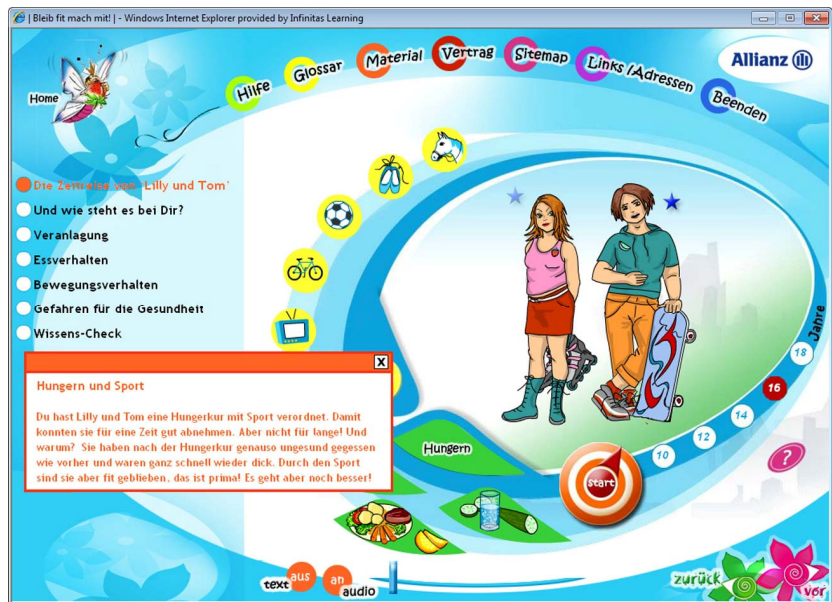 | Bleib fit mach mit! | - Windows Internet Explorer provided by Infinitas Learning
Home
Hilfe
Glossar
Material
Vertrag
Sitemap
Links /Adressen
Beenden
Allianz
Die Zeitreise von 'Lilly und Tom'
Und wie steht es bei Dir?
Veranlagung
Essverhalten
Bewegungsverhalten
Gefahren für die Gesundheit
Wissens-Check
X
Hungern und Sport
Du hast Lilly und Tom eine Hungerkur mit Sport verordnet. Damit
konnten sie für eine Zeit gut abnehmen. Aber nicht für lange! Und
warum? Sie haben nach der Hungerkur genauso ungesund gegessen
wie vorher und waren ganz schnell wieder dick. Durch den Sport
sind sie aber fit geblieben, das ist prima! Es geht aber noch besser!
Hungern
start
10
12
14
16
18
Jahre
?
text aus an audio
zurück
vor